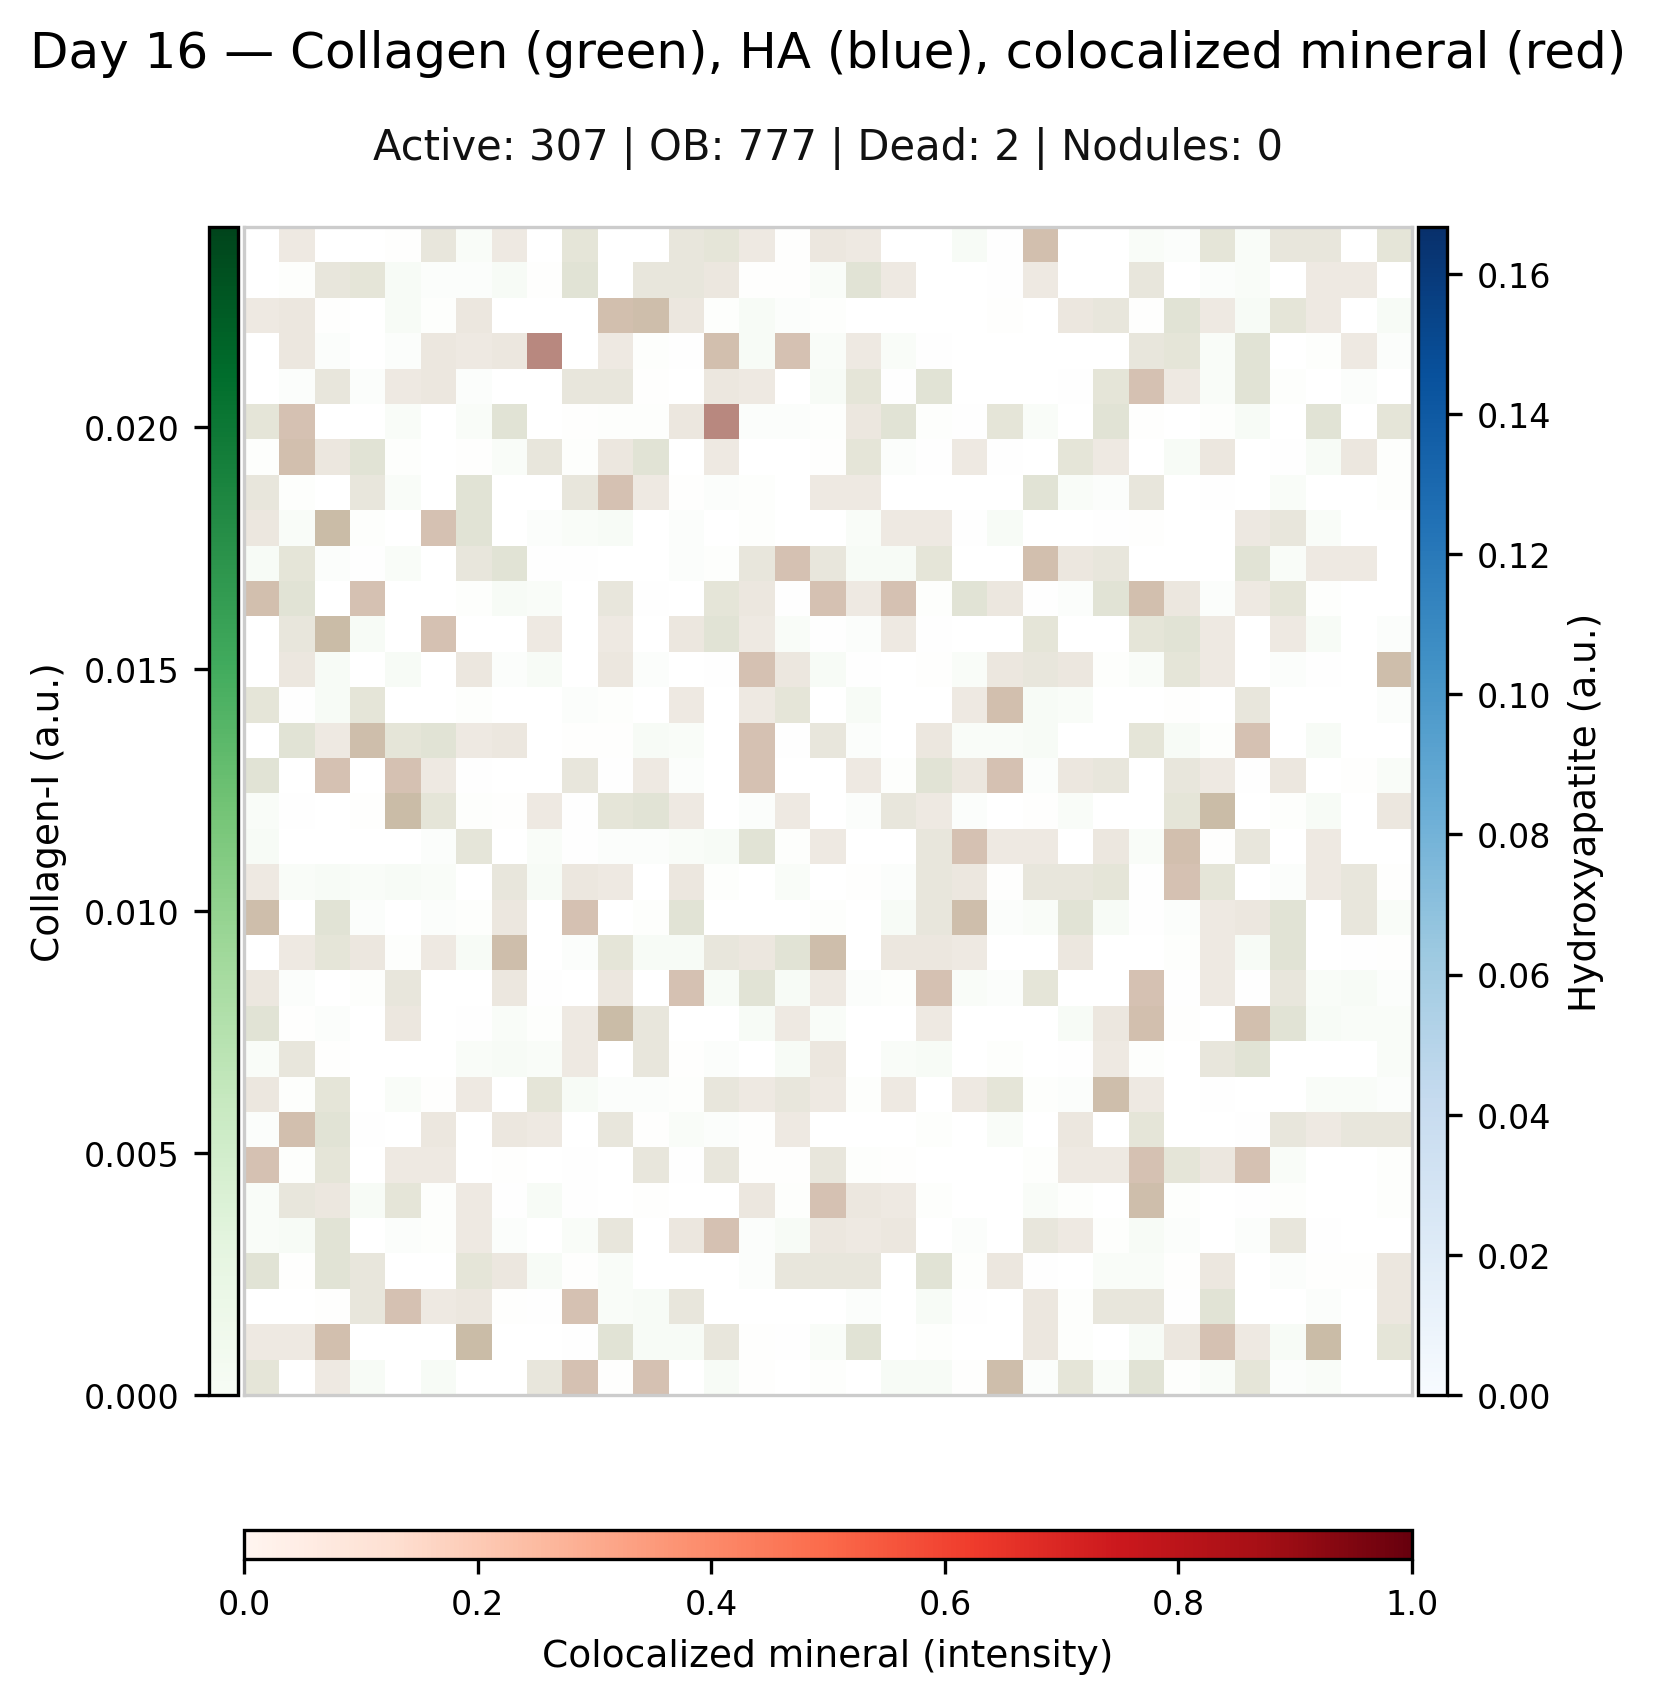 Day 16 — Collagen (green), HA (blue), colocalized mineral (red)
Active: 307 | OB: 777 | Dead: 2 | Nodules: 0
Collagen-I (a.u.)
0.020
0.015
0.010
0.005
0.000
0.16
0.14
0.12
0.10
0.08
0.06
0.04
0.02
0.00
Hydroxyapatite (a.u.)
0.0 0.2 0.4 0.6 0.8 1.0
Colocalized mineral (intensity)